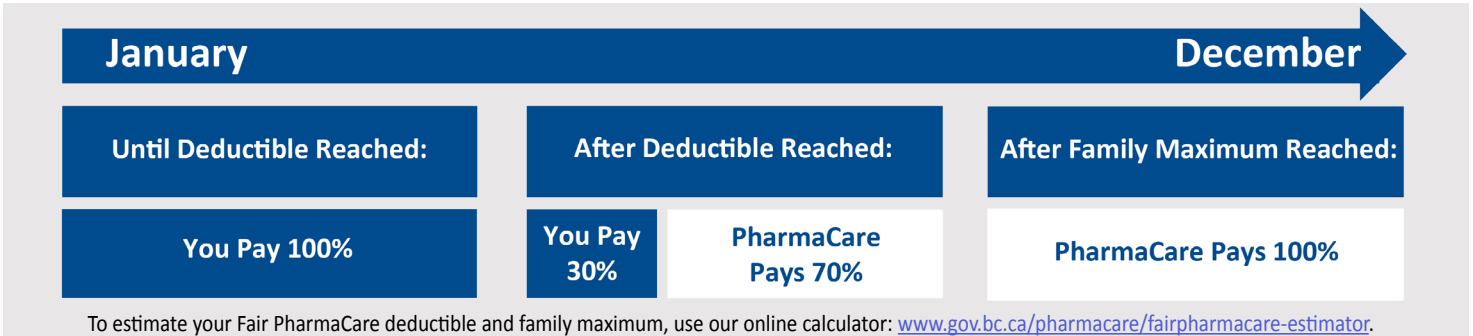 January
December
Until Deductible Reached:
After Deductible Reached:
After Family Maximum Reached:
You Pay 100%
You Pay
30%
PharmaCare
Pays 70%
PharmaCare Pays 100%
To estimate your Fair PharmaCare deductible and family maximum, use our online calculator: www.gov.bc.ca/pharmacare/fairpharmacare-estimator.